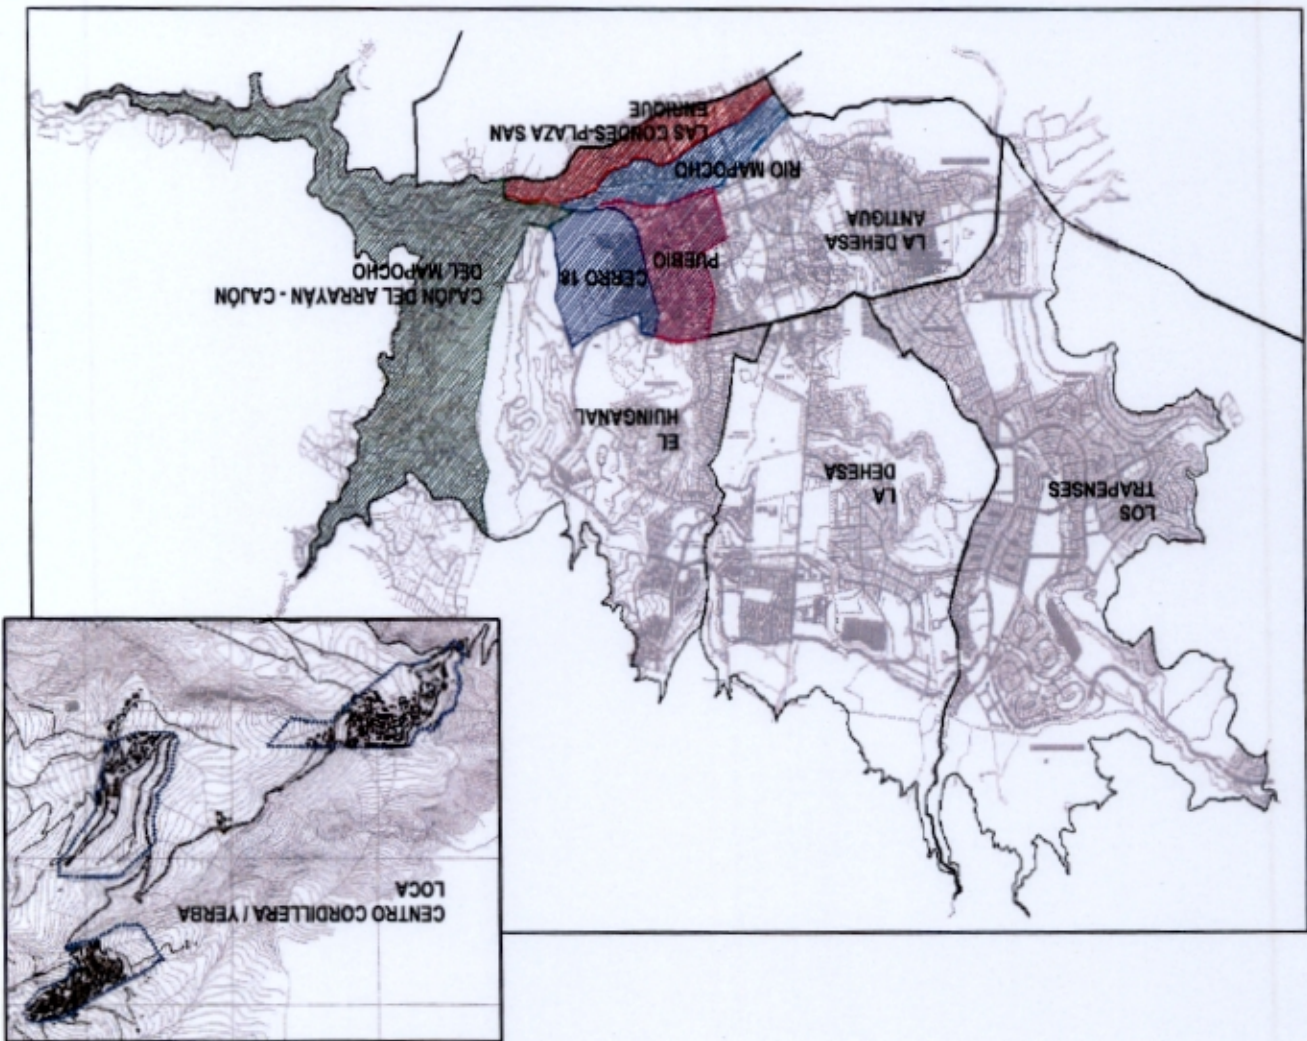 CENTRO CORDILLERA / YERBA
LOCA
LOS
TRAPENSES
LA
DEHESA
EL
HUINGANAL
CAJÓN DEL ARRAYÁN - CAJÓN
DEL MAPOCHO
LA DEHESA
ANTIGUA
PUEBLO
CERRO 18
RIO MAPOCHO
LAS CONDES-PLAZA SAN
ENRIQUE